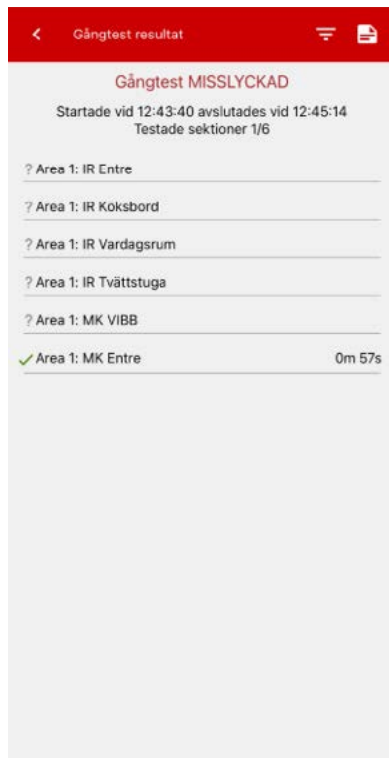 Gångtest resultat
Gångtest MISSLYCKAD
Startade vid 12:43:40 avslutades vid 12:45:14
Testade sektioner 1/6
? Area 1: IR Entre
? Area 1: IR Koksbord
? Area 1: IR Vardagsrum
? Area 1: IR Tvättstuga
? Area 1: MK VIBB
Area 1: MK Entre 0m 57s